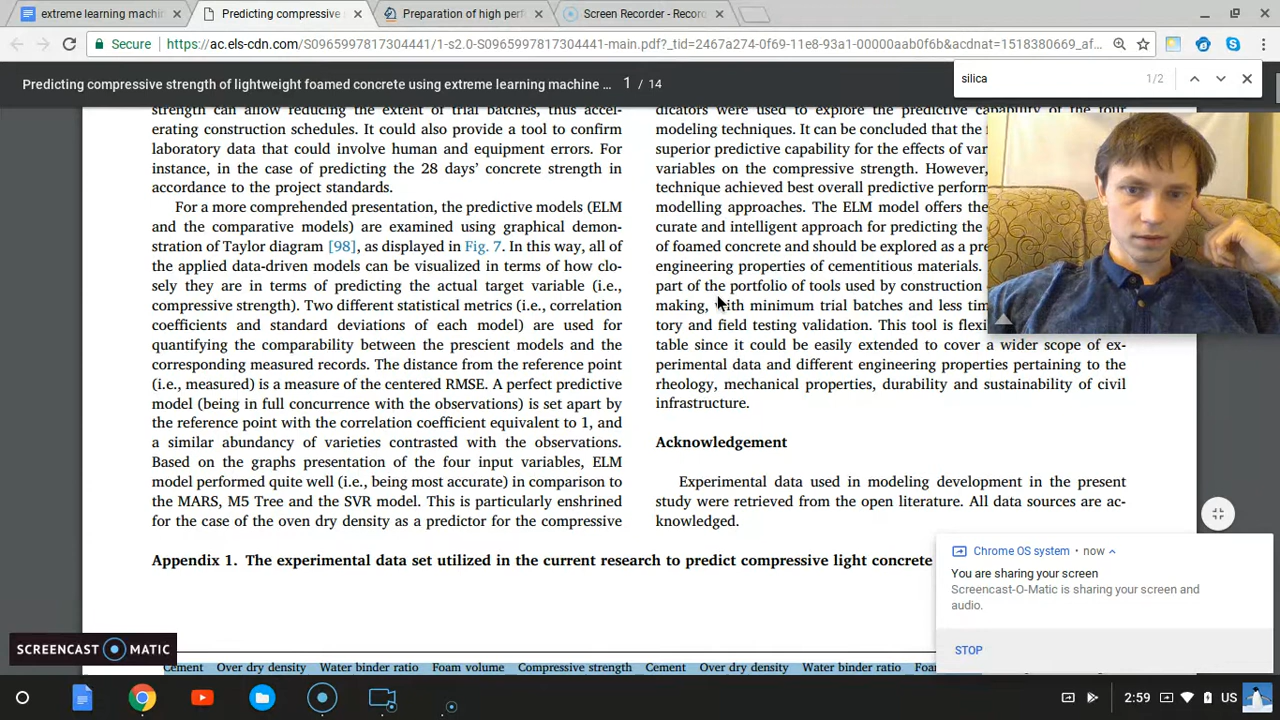 extreme learning machin
Predicting compressive
Preparation of high perf
Screen Recorder - Recor
Secure
https://ac.els-cdn.com/S0965997817304441/1-s2.0-S0965997817304441-main.pdf?_tid=2467a274-0f69-11e8-93a1-00000aab0f6b&acdnat=1518380669_af...
Predicting compressive strength of lightweight foamed concrete using extreme learning machine ...
1 / 14
silica
1/2
strength can allow reducing the extent of trial batches, thus accel-
erating construction schedules. It could also provide a tool to confirm
laboratory data that could involve human and equipment errors. For
instance, in the case of predicting the 28 days' concrete strength in
accordance to the project standards.
For a more comprehended presentation, the predictive models (ELM
and the comparative models) are examined using graphical demon-
stration of Taylor diagram [98], as displayed in Fig. 7. In this way, all of
the applied data-driven models can be visualized in terms of how clo-
sely they are in terms of predicting the actual target variable (i.e.,
compressive strength). Two different statistical metrics (i.e., correlation
coefficients and standard deviations of each model) are used for
quantifying the comparability between the prescient models and the
corresponding measured records. The distance from the reference point
(i.e., measured) is a measure of the centered RMSE. A perfect predictive
model (being in full concurrence with the observations) is set apart by
the reference point with the correlation coefficient equivalent to 1, and
a similar abundancy of varieties contrasted with the observations.
Based on the graphs presentation of the four input variables, ELM
model performed quite well (i.e., being most accurate) in comparison to
the MARS, M5 Tree and the SVR model. This is particularly enshrined
for the case of the oven dry density as a predictor for the compressive
dicators were used to explore the predictive capability of the four
modeling techniques. It can be concluded that the
superior predictive capability for the effects of var
variables on the compressive strength. However,
technique achieved best overall predictive perform
modelling approaches. The ELM model offers the
curate and intelligent approach for predicting the
of foamed concrete and should be explored as a pre
engineering properties of cementitious materials.
part of the portfolio of tools used by construction
making, with minimum trial batches and less tim
tory and field testing validation. This tool is flexi
table since it could be easily extended to cover a wider scope of ex-
perimental data and different engineering properties pertaining to the
rheology, mechanical properties, durability and sustainability of civil
infrastructure.
Acknowledgement
Experimental data used in modeling development in the present
study were retrieved from the open literature. All data sources are ac-
knowledged.
Appendix 1. The experimental data set utilized in the current research to predict compressive light concrete
Cement Over dry density Water binder ratio Foam volume Compressive strength Cement Over dry density Water binder ratio Foa
Chrome OS system • now
You are sharing your screen
Screencast-O-Matic is sharing your screen and
audio.
STOP
SCREENCAST MATIC
2:59
US